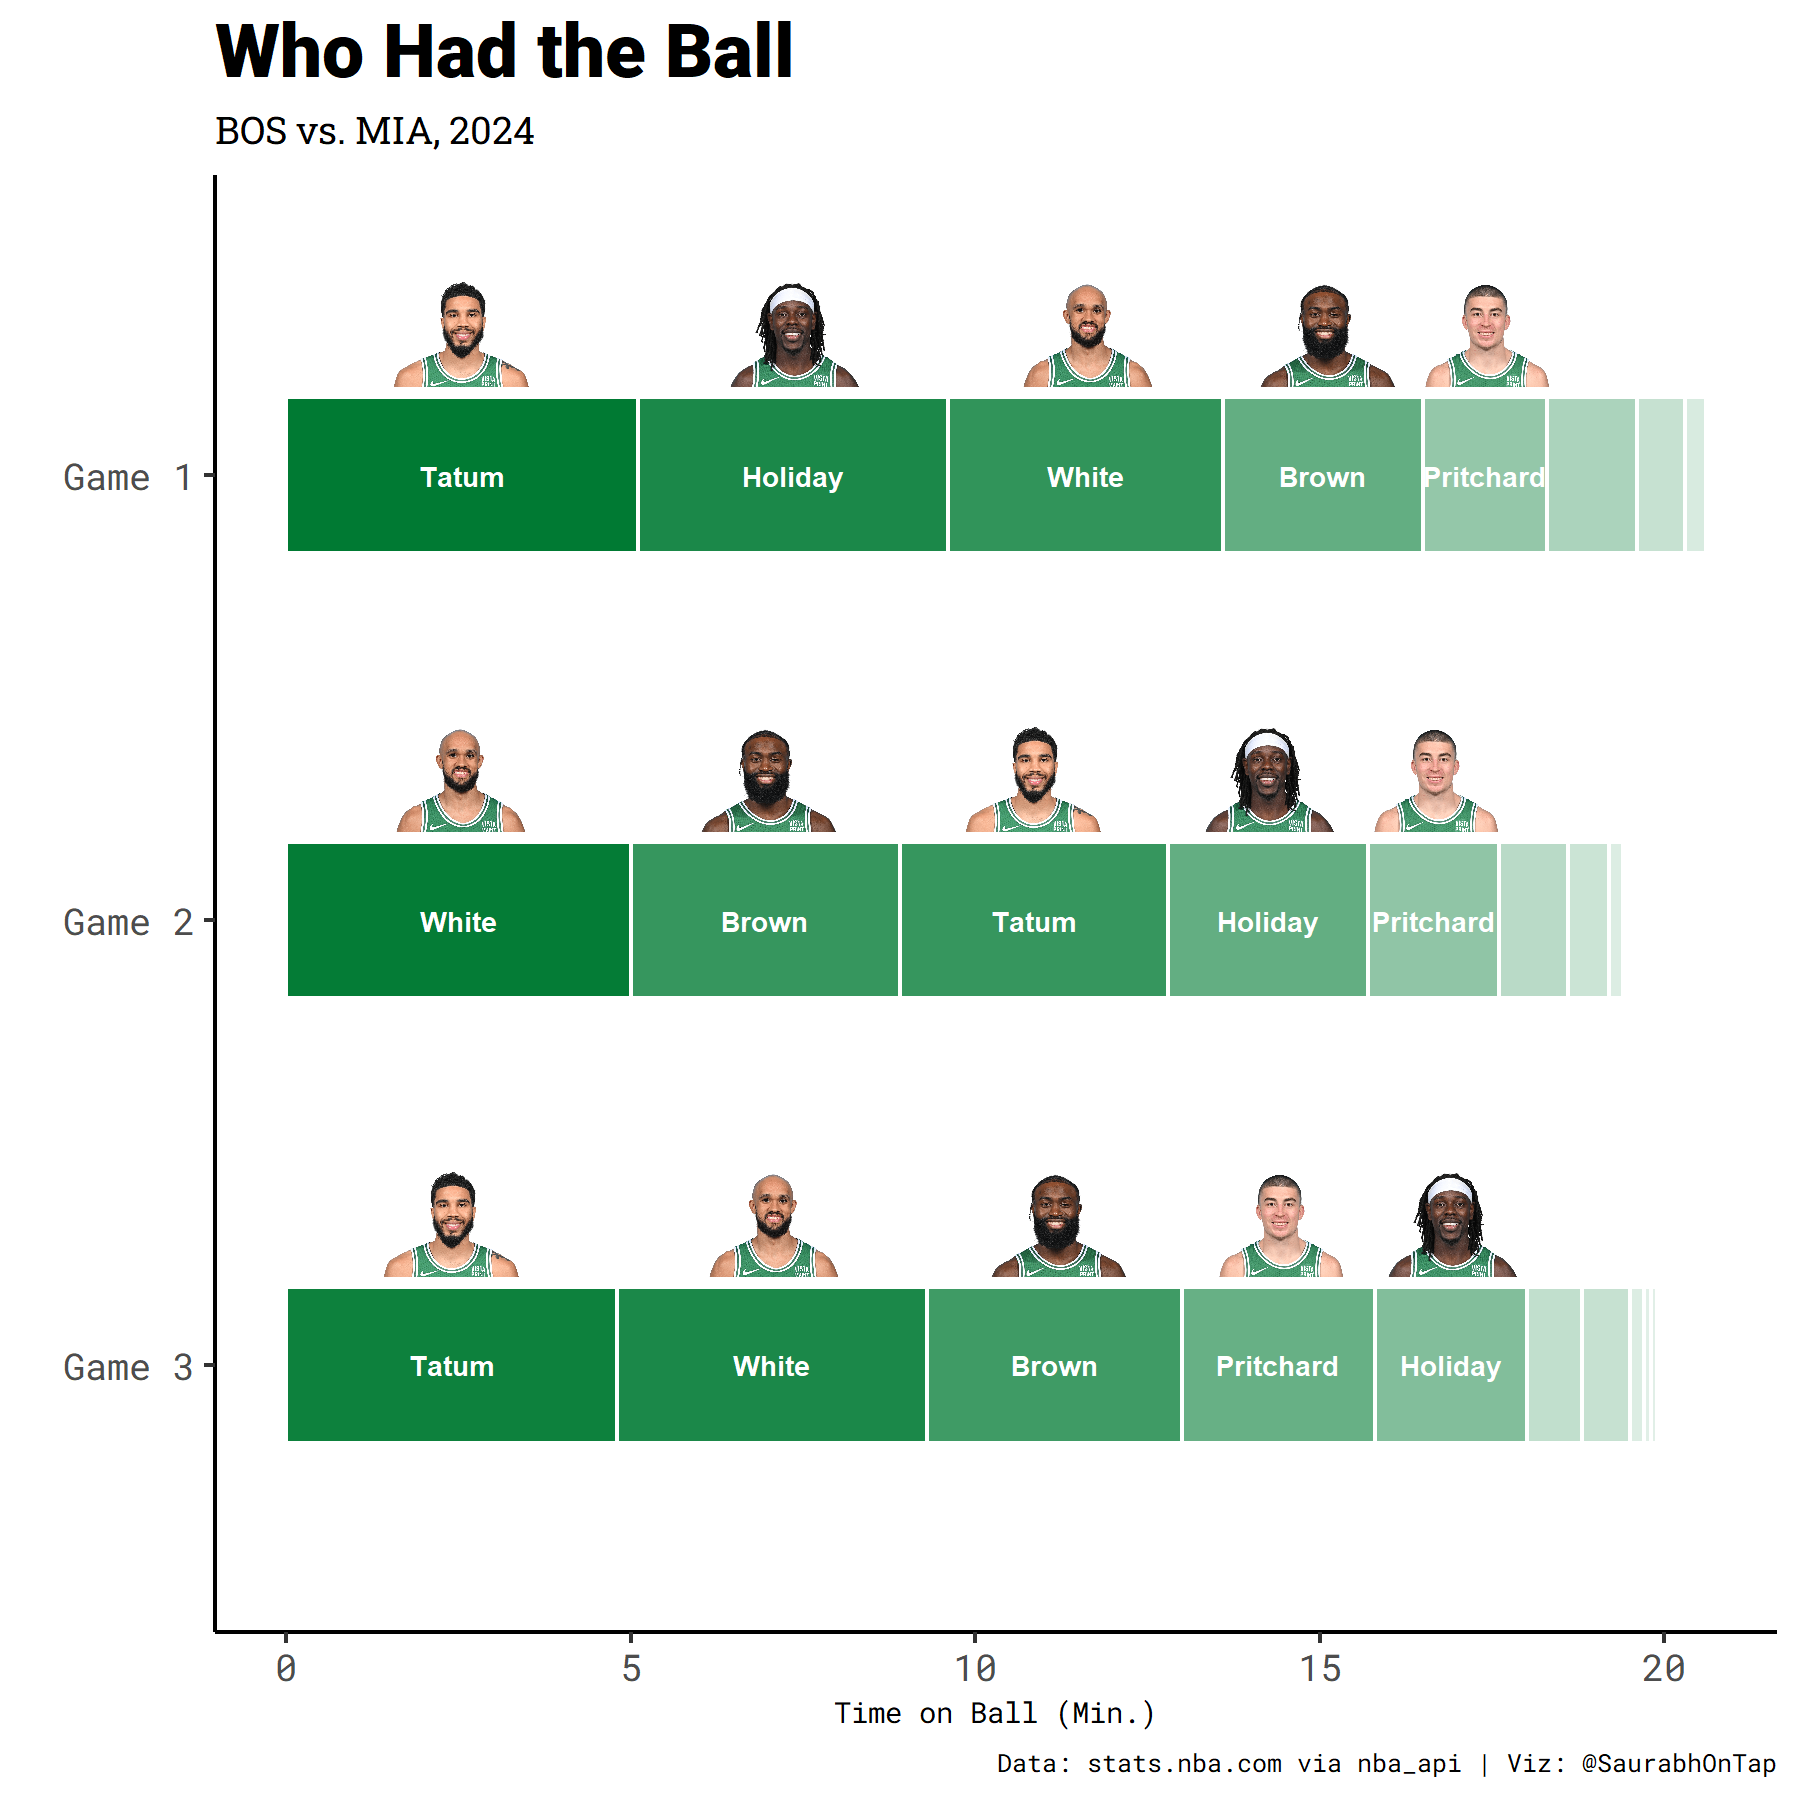 Who Had the Ball
BOS vs. MIA, 2024
Game 1
Tatum
Holiday
White
Brown
Pritchard
Game 2
White
Brown
Tatum
Holiday
Pritchard
Game 3
Tatum
White
Brown
Pritchard
Holiday
0 5 10 15 20
Time on Ball (Min.)
Data: stats.nba.com via nba_api | Viz: @SaurabhOnTap